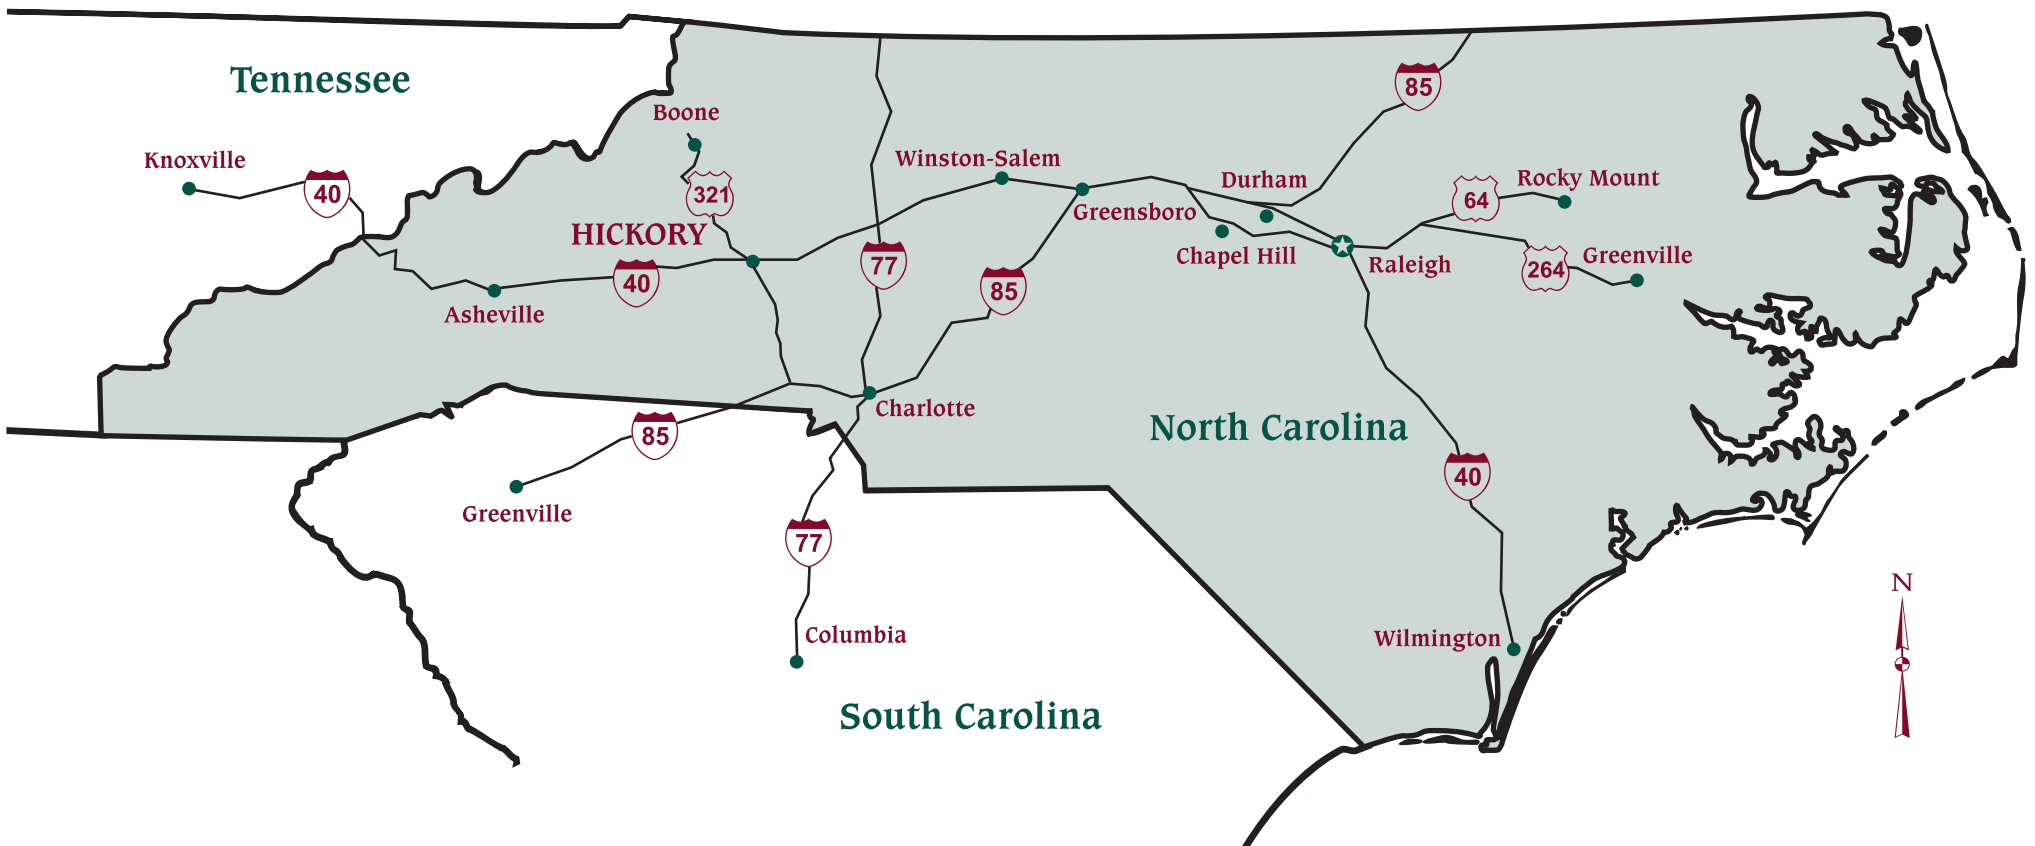 Tennessee
85
Boone
Knoxville
40
Winston-Salem
321
Durham
64
Rocky Mount
Greensboro
HICKORY
Chapel Hill
Raleigh
77
264
Greenville
40
85
Asheville
Charlotte
North Carolina
85
40
Greenville
77
N
Columbia
Wilmington
South Carolina